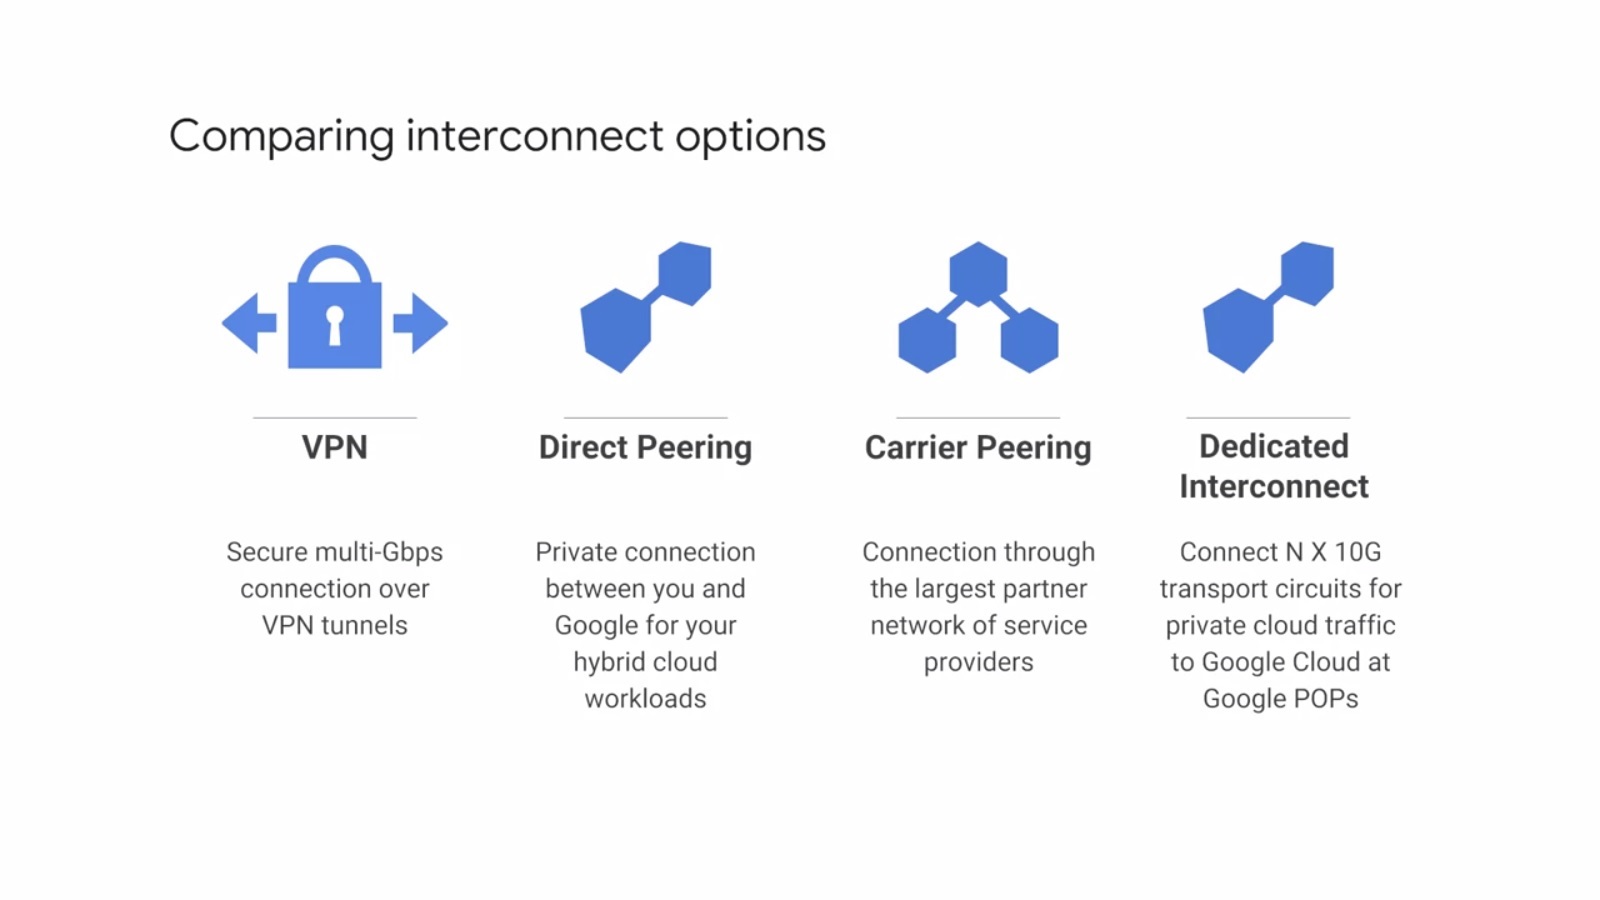 Comparing interconnect options
VPN
Secure multi-Gbps
connection over
VPN tunnels
Direct Peering
Private connection
between you and
Google for your
hybrid cloud
workloads
Carrier Peering
Connection through
the largest partner
network of service
providers
Dedicated
Interconnect
Connect N X 10G
transport circuits for
private cloud traffic
to Google Cloud at
Google POPs